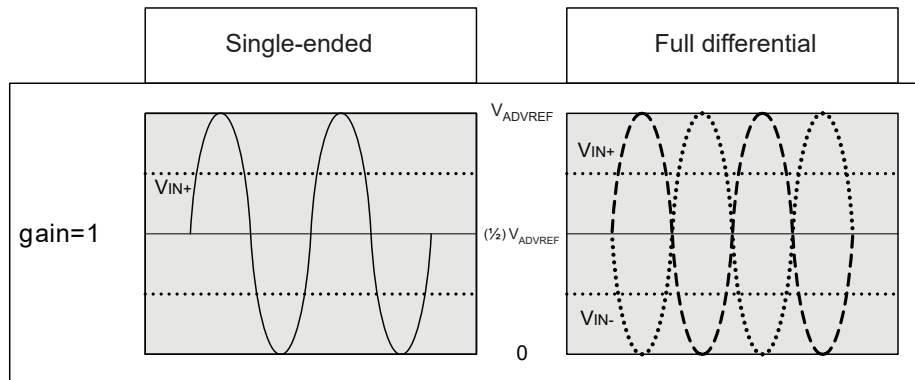 Single-ended
Full differential
VADVREF
VIN+
VIN+
gain=1
(½) VADVREF
VIN-
0